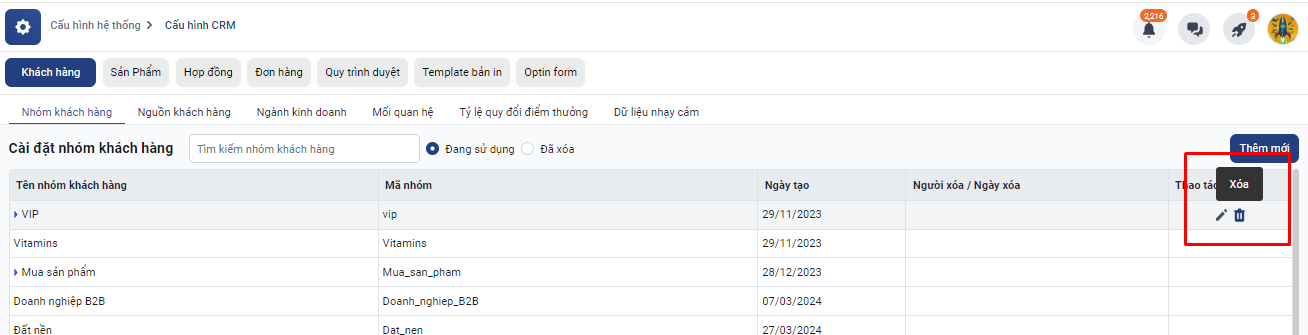 Cấu hình hệ thống Cấu hình CRM
2,216 3
Khách hàng Sản Phẩm Hợp đồng Đơn hàng Quy trình duyệt Template bản in Optin form
Nhóm khách hàng Nguồn khách hàng Ngành kinh doanh Mối quan hệ Tỷ lệ quy đổi điểm thưởng Dữ liệu nhạy cảm
Cài đặt nhóm khách hàng Tìm kiếm nhóm khách hàng Đang sử dụng Đã xóa Thêm mới
Tên nhóm khách hàng Mã nhóm Ngày tạo Người xóa / Ngày xóa Thao tác
Xóa
VIP vip 29/11/2023
Vitamins Vitamins 29/11/2023
Mua sản phẩm Mua_san_pham 28/12/2023
Doanh nghiệp B2B Doanh_nghiep_B2B 07/03/2024
Đất nền Dat_nen 27/03/2024